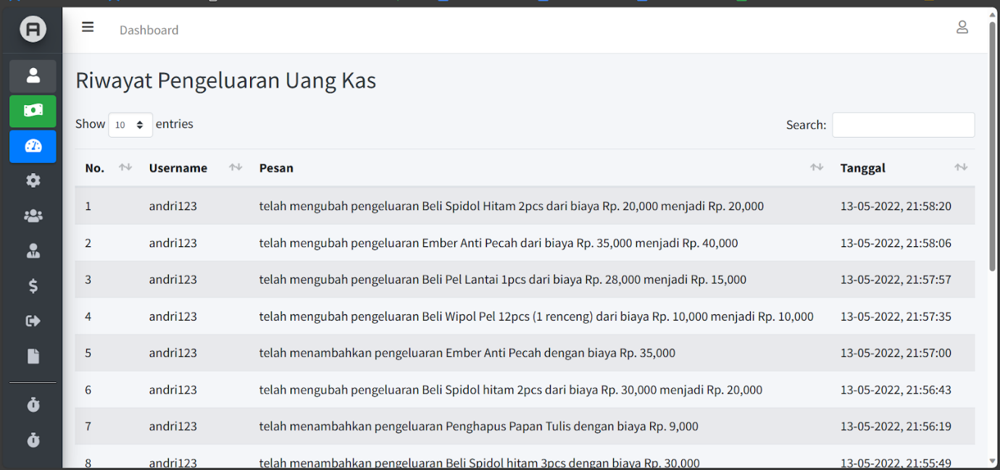 A
Dashboard
Riwayat Pengeluaran Uang Kas
Show 10 entries Search:
No. Username Pesan Tanggal
1 andri123 telah mengubah pengeluaran Beli Spidol Hitam 2pcs dari biaya Rp. 20,000 menjadi Rp. 20,000 13-05-2022, 21:58:20
2 andri123 telah mengubah pengeluaran Ember Anti Pecah dari biaya Rp. 35,000 menjadi Rp. 40,000 13-05-2022, 21:58:06
3 andri123 telah mengubah pengeluaran Beli Pel Lantai 1pcs dari biaya Rp. 28,000 menjadi Rp. 15,000 13-05-2022, 21:57:57
4 andri123 telah mengubah pengeluaran Beli Wipol Pel 12pcs (1 renceng) dari biaya Rp. 10,000 menjadi Rp. 10,000 13-05-2022, 21:57:35
5 andri123 telah menambahkan pengeluaran Ember Anti Pecah dengan biaya Rp. 35,000 13-05-2022, 21:57:00
6 andri123 telah mengubah pengeluaran Beli Spidol hitam 2pcs dari biaya Rp. 30,000 menjadi Rp. 20,000 13-05-2022, 21:56:43
7 andri123 telah menambahkan pengeluaran Penghapus Papan Tulis dengan biaya Rp. 9,000 13-05-2022, 21:56:19
8 andri123 telah menambahkan pengeluaran Beli Spidol hitam 3pcs dengan biaya Rp. 30,000 13-05-2022, 21:55:49